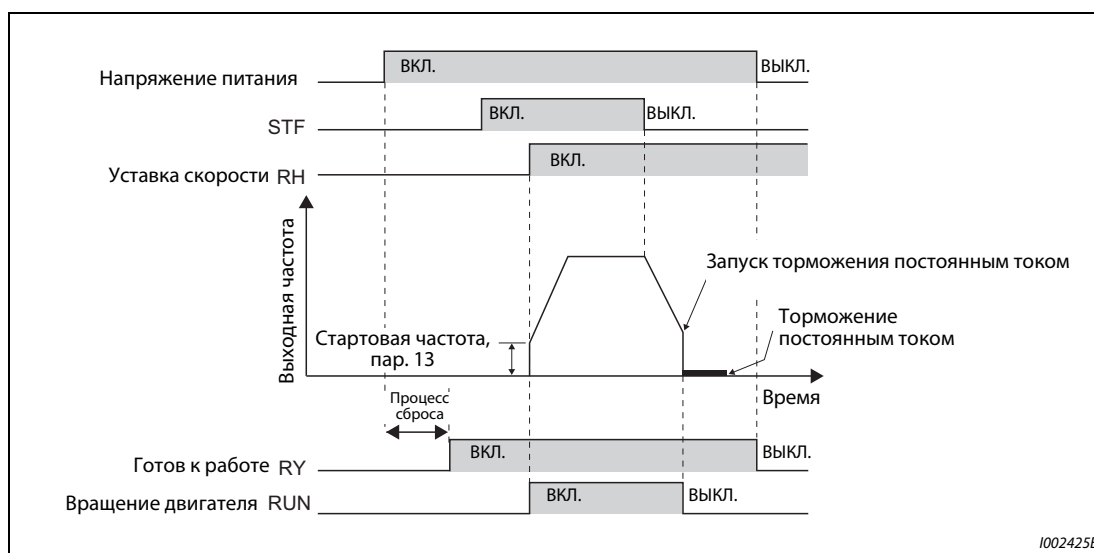 Напряжение питания
ВКЛ.
ВЫКЛ.
STF
ВКЛ.
ВЫКЛ.
Уставка скорости RH
ВКЛ.
Выходная частота
Запуск торможения постоянным током
Стартовая частота,
пар. 13
Торможение
постоянным током
Время
Процесс
сброса
Готов к работе RY
ВКЛ.
ВЫКЛ.
Вращение двигателя RUN
ВКЛ.
ВЫКЛ.
I002425E